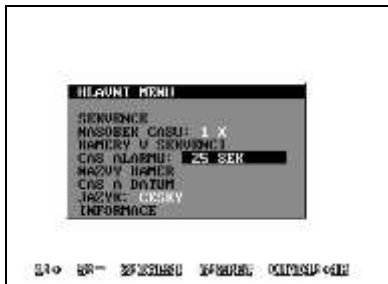 HLAVNI MENU
SEKVENCE
NASOBEK CASU: 1 X
KAMERY V SEKVENCI
CAS ALARMU: 25 SEK
NAZVY KAMER
CAS A DATUM
JAZYK: CESKY
INFORMACE